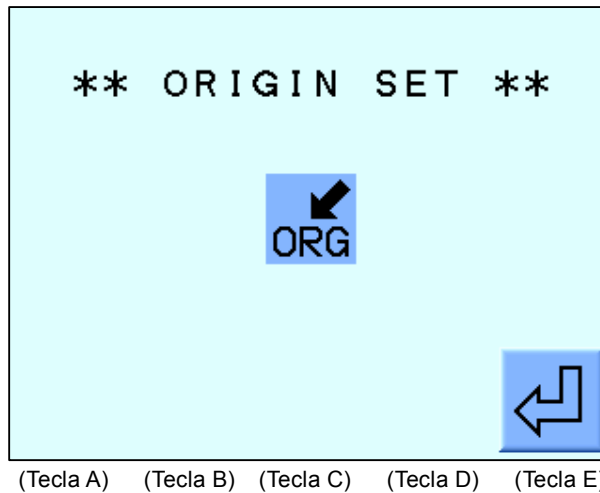 ** ORIGIN SET **
ORG
(Tecla A) (Tecla B) (Tecla C) (Tecla D) (Tecla E)